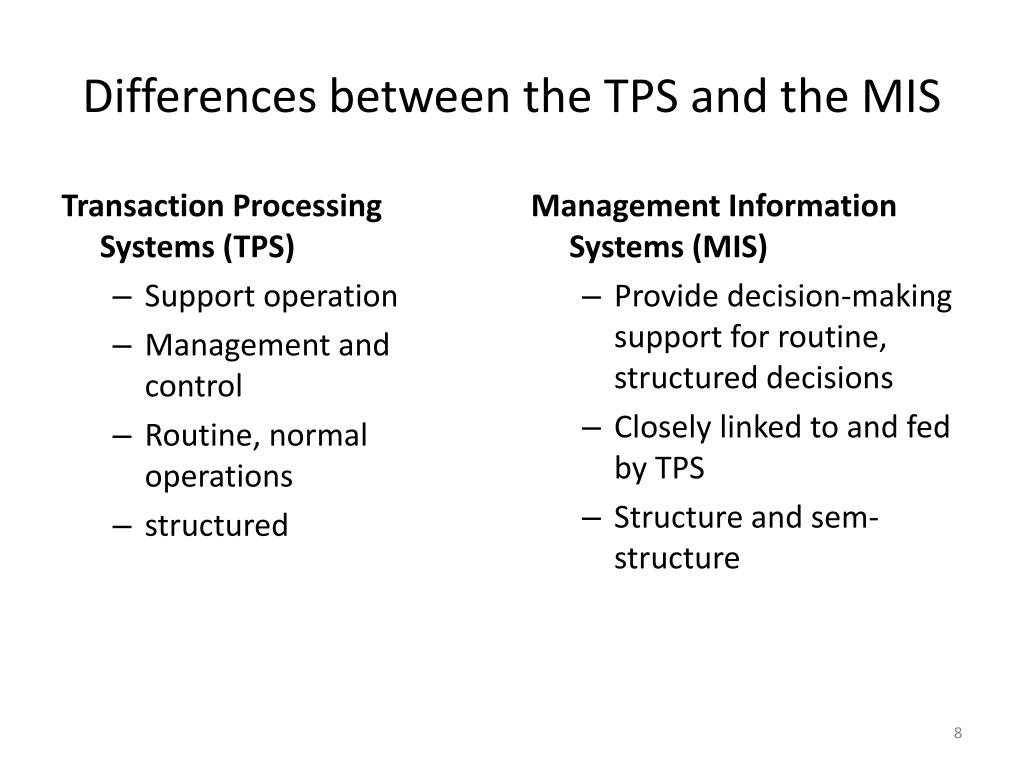 Differences between the TPS and the MIS
Transaction Processing
Systems (TPS)
– Support operation
– Management and
control
– Routine, normal
operations
– structured
Management Information
Systems (MIS)
– Provide decision-making
support for routine,
structured decisions
– Closely linked to and fed
by TPS
– Structure and sem-
structure
8